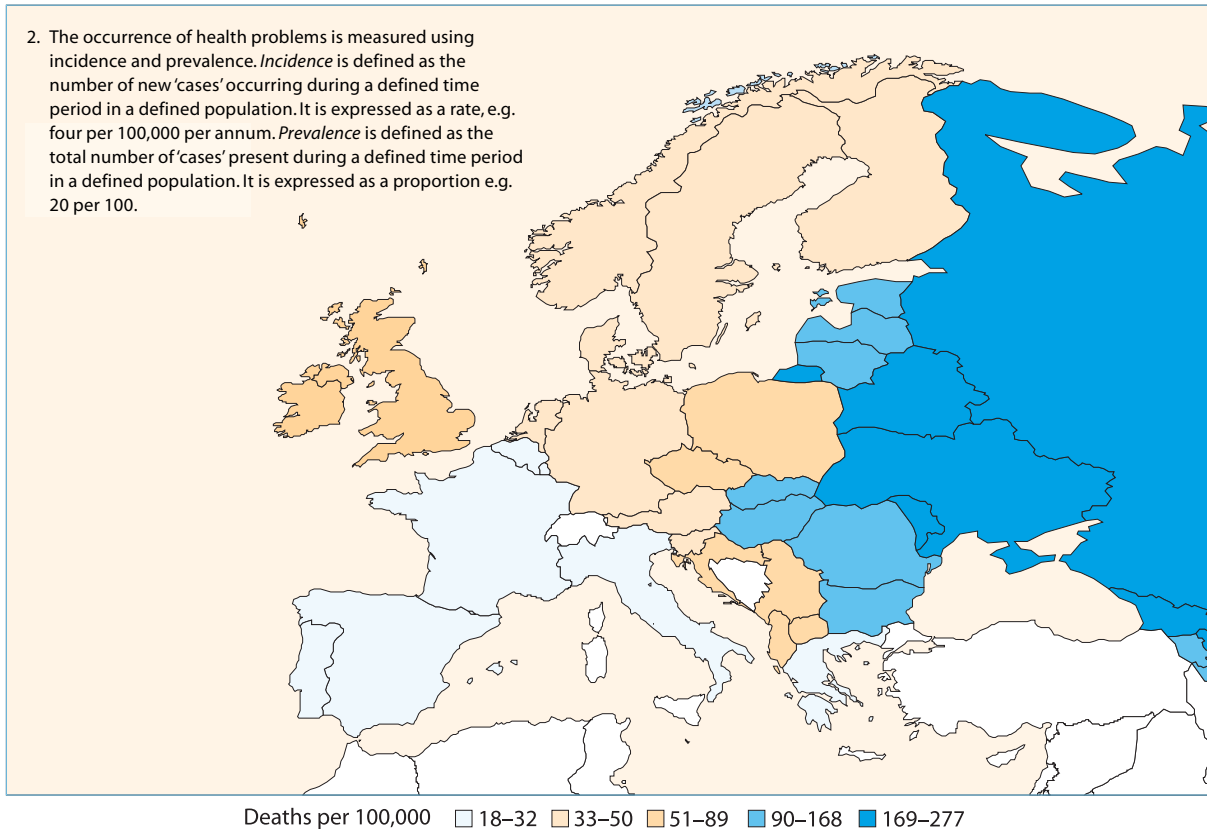 2. The occurrence of health problems is measured using
incidence and prevalence. Incidence is defined as the
number of new ‘cases’ occurring during a defined time
period in a defined population. It is expressed as a rate, e.g.
four per 100,000 per annum. Prevalence is defined as the
total number of ‘cases’ present during a defined time period
in a defined population. It is expressed as a proportion e.g.
20 per 100.
Deaths per 100,000 18–32 33–50 51–89 90–168 169–277